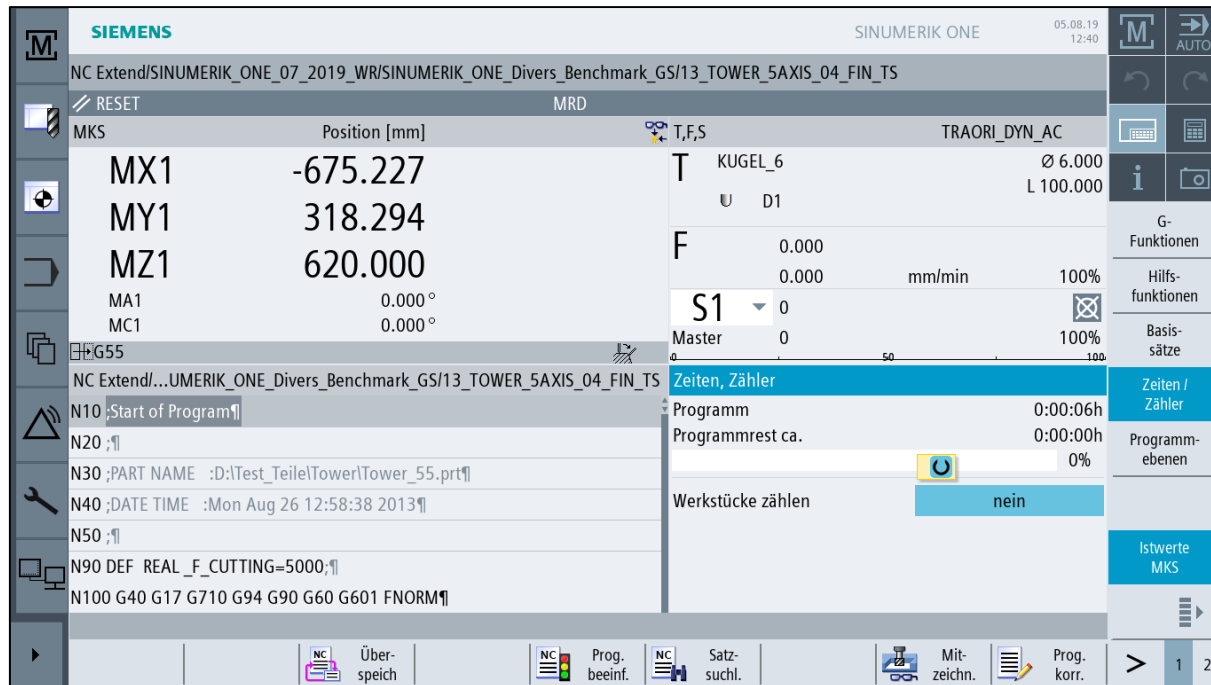 SIEMENS
SINUMERIK ONE
05.08.19
12:40
M
M
AUTO
NC Extend/SINUMERIK_ONE_07_2019_WR/SINUMERIK_ONE_Divers_Benchmark_GS/13_TOWER_5AXIS_04_FIN_TS
RESET MRD
MKS Position [mm]
T,F,S TRAORI_DYN_AC
MX1 -675.227
MY1 318.294
MZ1 620.000
MA1 0.000 °
MC1 0.000 °
G55
T KUGEL_6 Ø 6.000
L 100.000
D1
F 0.000
0.000 mm/min 100%
S1 0
Master 0 100%
0 50 100
NC Extend/...UMERIK_ONE_Divers_Benchmark_GS/13_TOWER_5AXIS_04_FIN_TS
N10 ;Start of Program¶
N20 ;¶
N30 ;PART NAME :D:\Test_Teile\Tower\Tower_55.prt¶
N40 ;DATE TIME :Mon Aug 26 12:58:38 2013¶
N50 ;¶
N90 DEF REAL _F_CUTTING=5000;¶
N100 G40 G17 G710 G94 G90 G60 G601 FNORM¶
Zeiten, Zähler
Programm 0:00:06h
Programmrest ca. 0:00:00h
0%
Werkstücke zählen nein
i
G-
Funktionen
Hilfs-
funktionen
Basis-
sätze
Zeiten /
Zähler
Programm-
ebenen
Istwerte
MKS
NC Über-
speich
NC Prog.
beeinf.
NC Satz-
suchl.
Mit-
zeichn.
Prog.
korr.
> 1 2